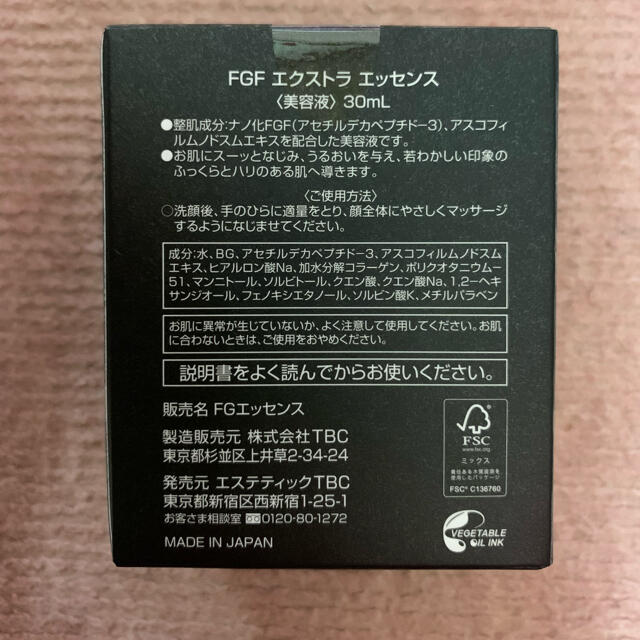 FGF エクストラ エッセンス
〈美容液〉 30mL
●整肌成分:ナノ化FGF(アセチルデカペプチド-3)、アスコフィ
ルムノドスムエキスを配合した美容液です。
●お肌にスーッとなじみ、うるおいを与え、若わかしい印象の
ふっくらとハリのある肌へ導きます。
〈ご使用方法〉
○洗顔後、手のひらに適量をとり、顔全体にやさしくマッサージ
するようになじませてください。
成分:水、BG、アセチルデカペプチド-3、アスコフィルムノドスム
エキス、ヒアルロン酸Na、加水分解コラーゲン、ポリクオタニウム-
51、マンニトール、ソルビトール、クエン酸、クエン酸Na、1,2-ヘキ
サンジオール、フェノキシエタノール、ソルビン酸K、メチルパラベン
お肌に異常が生じていないか、よく注意して使用してください。お肌
に合わないときは、ご使用をおやめください。
説明書をよく読んでからお使いください。
販売名 FGエッセンス
製造販売元 株式会社TBC
東京都杉並区上井草2-34-24
発売元 エステティックTBC
東京都新宿区西新宿1-25-1
お客さま相談室 0120-80-1272
MADE IN JAPAN
FSC
www.fsc.org
ミックス
責任ある木質資源を
使用したパッケージ
FSC® C136760
VEGETABLE
OIL INK